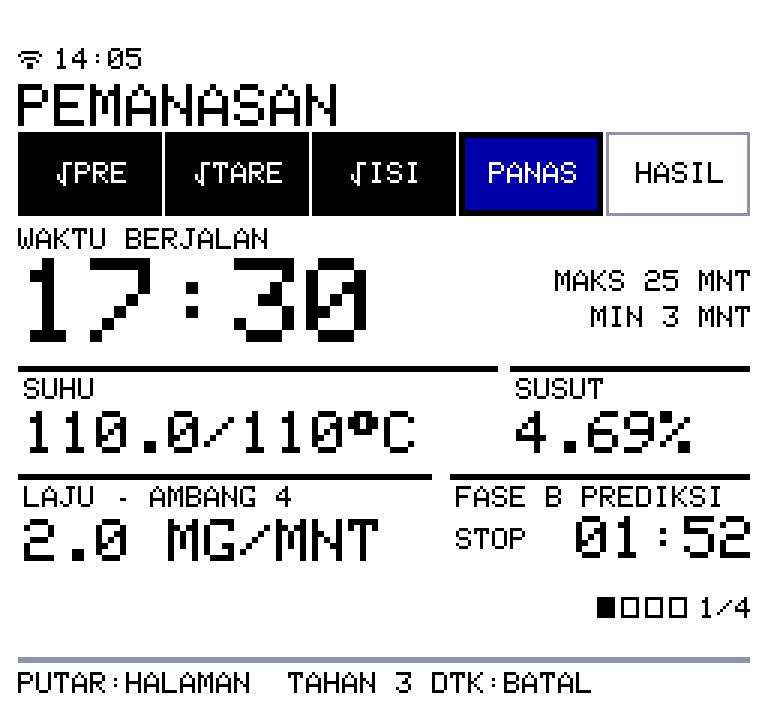 14:05
PEMANASAN
√PRE √TARE √ISI PANAS HASIL
WAKTU BERJALAN
17:30
MAKS 25 MNT
MIN 3 MNT
SUHU
110.0/110°C
SUSUT
4.69%
LAJU - AMBANG 4
2.0 MG/MNT
FASE B PREDIKSI
STOP 01:52
1/4
PUTAR:HALAMAN TAHAN 3 DTK:BATAL